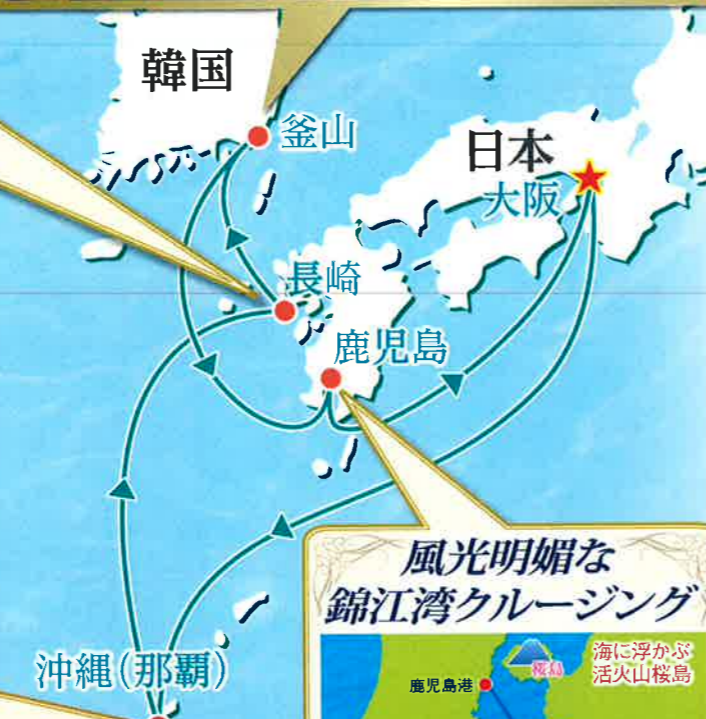 韓国
釜山
日本
大阪
長崎
鹿児島
沖縄(那覇)
風光明媚な
錦江湾クルージング
海に浮かぶ
活火山桜島
桜島
鹿児島港